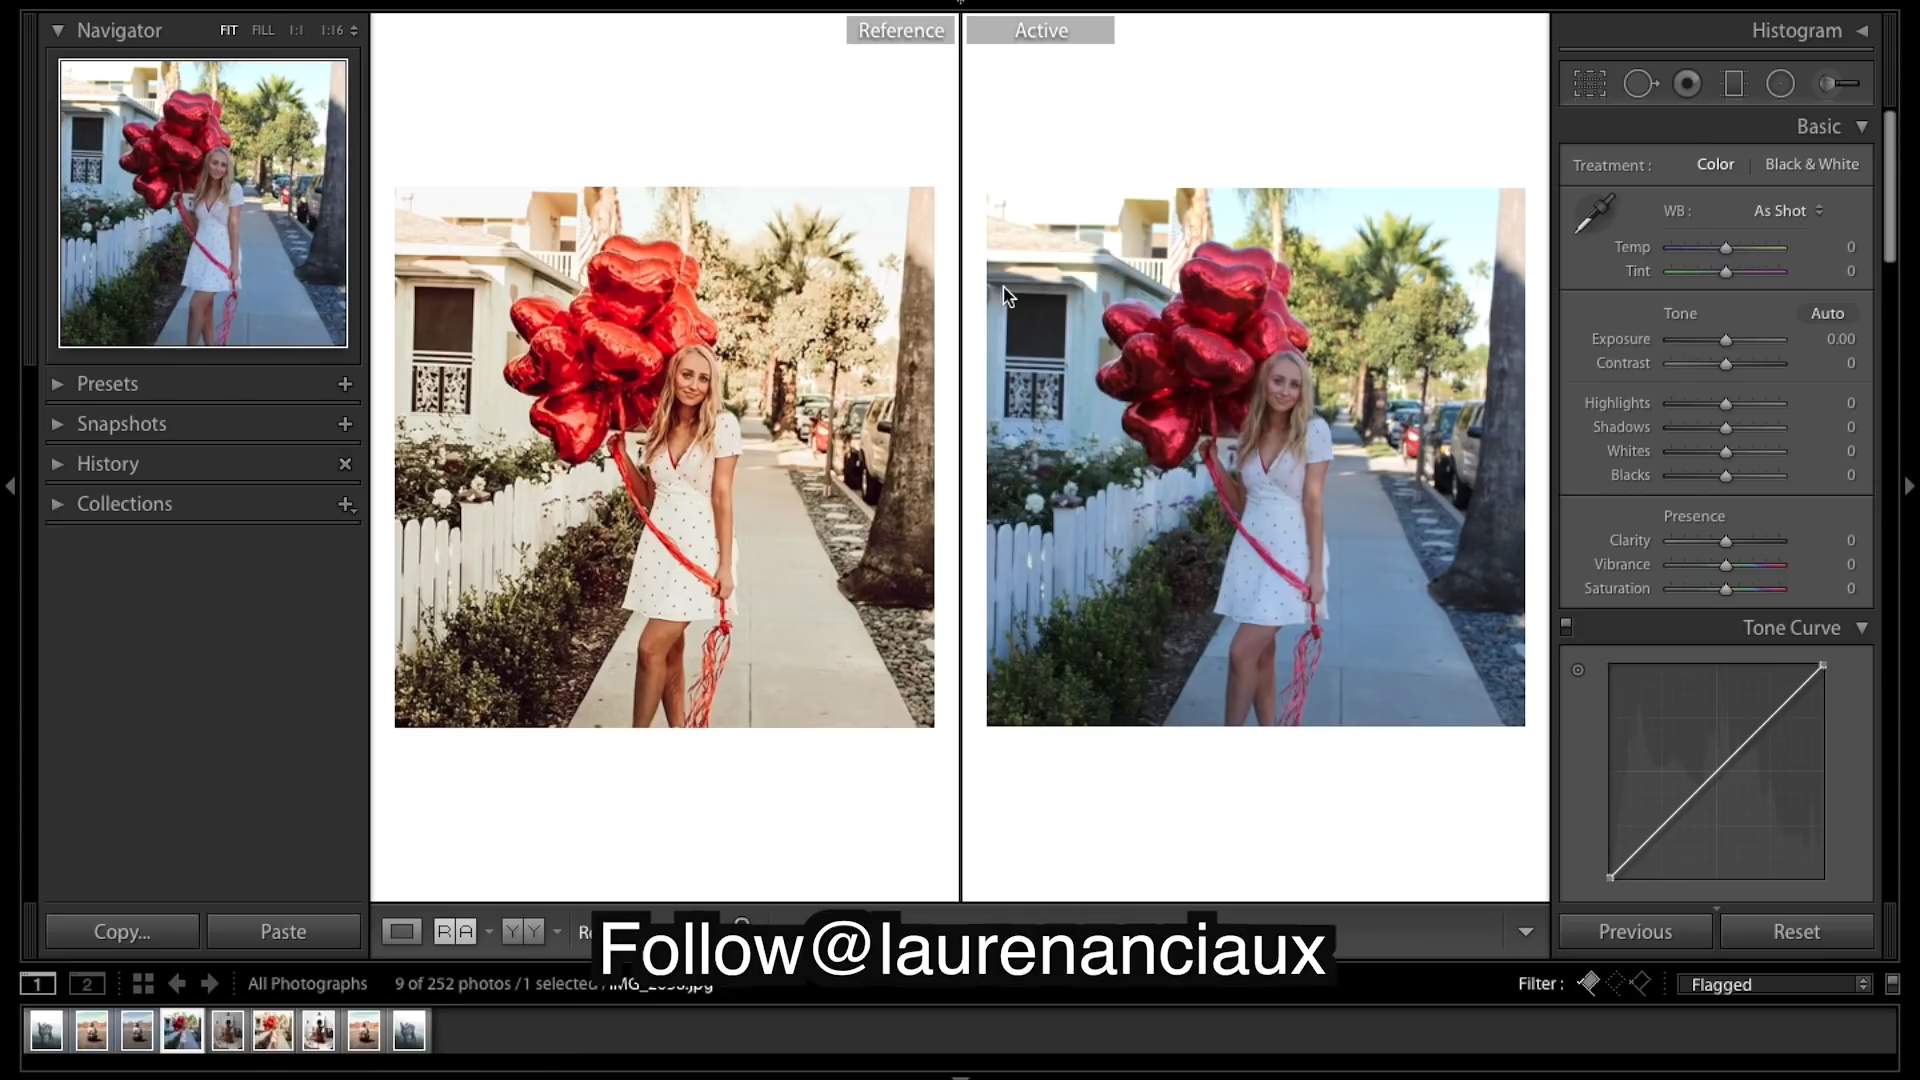 Navigator FIT FILL 1:1 1:16
Presets
Snapshots
History
Collections
Copy... Paste
Reference
Active
Follow@laurenanciaux
Histogram
Basic
Treatment : Color Black & White
WB : As Shot
Temp 0
Tint 0
Tone Auto
Exposure 0.00
Contrast 0
Highlights 0
Shadows 0
Whites 0
Blacks 0
Presence
Clarity 0
Vibrance 0
Saturation 0
Tone Curve
Previous Reset
R A Y Y
1 2 All Photographs 9 of 252 photos /1 selected
Filter : Flagged